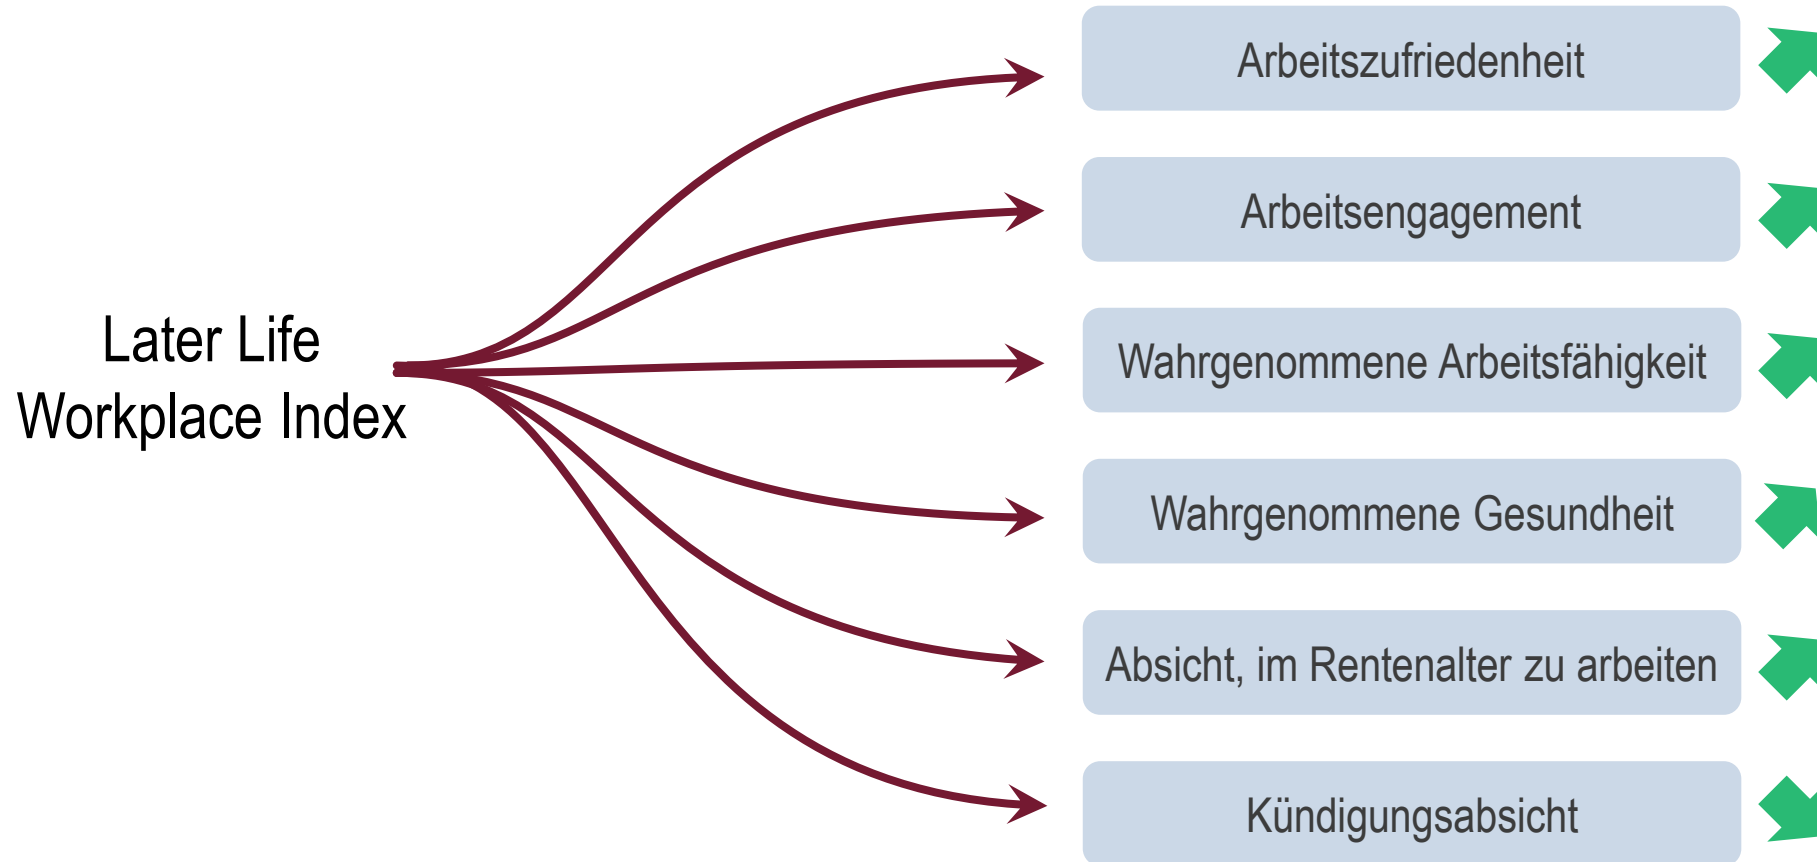 Later Life
Workplace Index
Arbeitszufriedenheit
Arbeitsengagement
Wahrgenommene Arbeitsfähigkeit
Wahrgenommene Gesundheit
Absicht, im Rentenalter zu arbeiten
Kündigungsabsicht